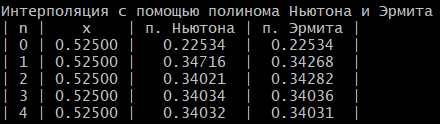 Интерполяция с помощью полинома Ньютона и Эрмита
| n | x | п. Ньютона | п. Эрмита |
| 0 | 0.52500 | 0.22534 | 0.22534 |
| 1 | 0.52500 | 0.34716 | 0.34268 |
| 2 | 0.52500 | 0.34021 | 0.34282 |
| 3 | 0.52500 | 0.34034 | 0.34036 |
| 4 | 0.52500 | 0.34032 | 0.34031 |